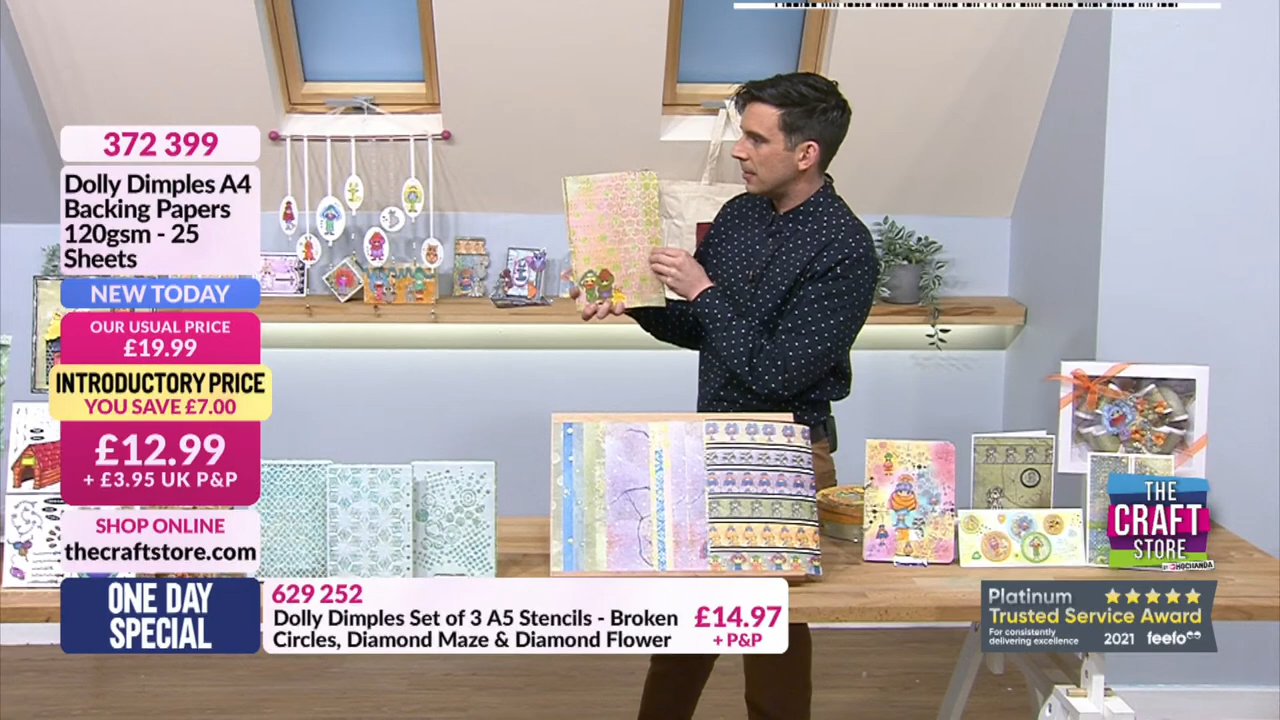 372 399
Dolly Dimples A4
Backing Papers
120gsm - 25
Sheets
NEW TODAY
OUR USUAL PRICE
£19.99
INTRODUCTORY PRICE
YOU SAVE £7.00
£12.99
+ £3.95 UK P&P
SHOP ONLINE
thecraftstore.com
ONE DAY
SPECIAL
629 252
Dolly Dimples Set of 3 A5 Stencils - Broken
Circles, Diamond Maze & Diamond Flower
£14.97
+ P&P
THE
CRAFT
STORE
BY HOCHANDA
Platinum
Trusted Service Award
For consistently
delivering excellence
2021 feefo